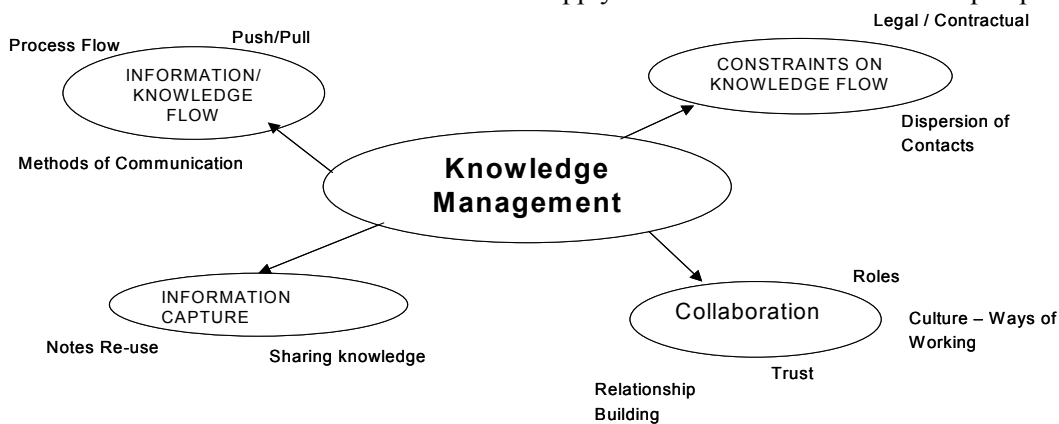 Legal / Contractual
Process Flow
Push/Pull
INFORMATION/
KNOWLEDGE
FLOW
CONSTRAINTS ON
KNOWLEDGE FLOW
Dispersion of
Contacts
Methods of Communication
Knowledge
Management
INFORMATION
CAPTURE
Notes Re-use
Sharing knowledge
Roles
Collaboration
Culture – Ways of
Working
Trust
Relationship
Building